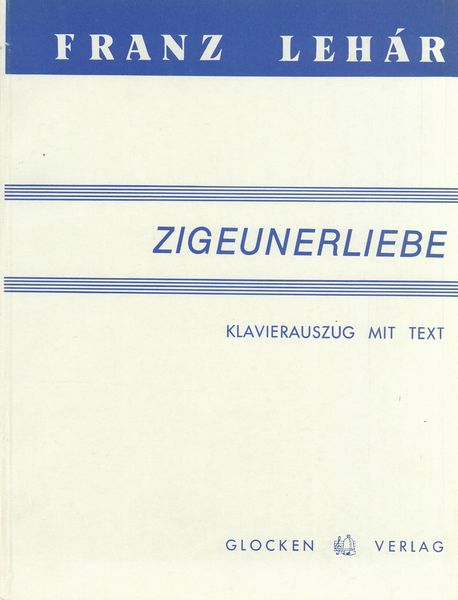 FRANZ LEHÁR
ZIGEUNERLIEBE
KLAVIERAUSZUG MIT TEXT
GLOCKEN VERLAG